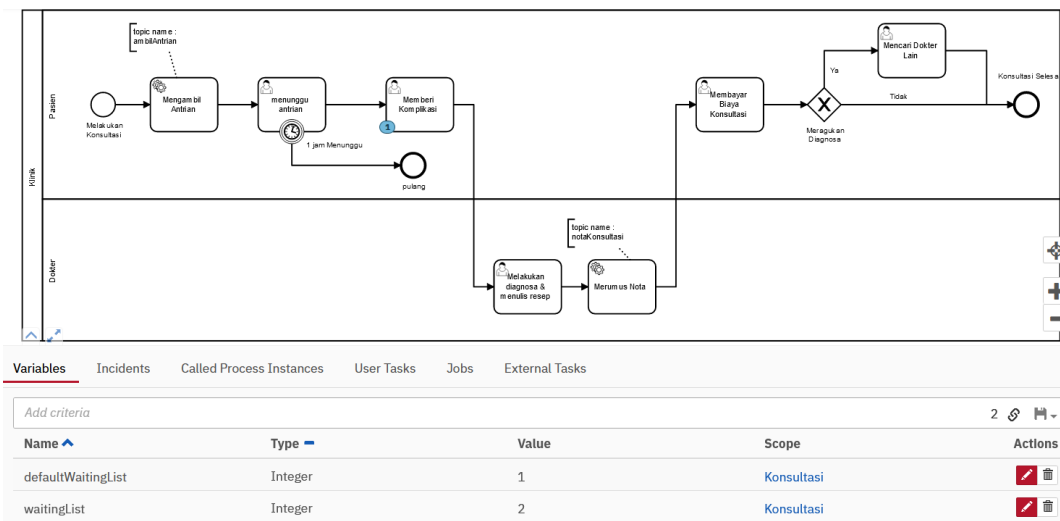 topic name :
ambilAntrian
Mengambil
Antrian
menunggu
antrian
Memberi
Komplikasi
1
Mencari Dokter
Lain
Membayar
Biaya
Konsultasi
Ya
Tidak
Konsultasi Selesa
Melakukan
Konsultasi
1 jam Menunggu
Meragukan
Diagnosa
pulang
Pasien
Klinik
Dokter
topic name :
notaKonsultasi
Melakukan
diagnosa &
menulis resep
Merumus Nota
Variables Incidents Called Process Instances User Tasks Jobs External Tasks
Add criteria 2
Name Type Value Scope Actions
defaultWaitingList Integer 1 Konsultasi
waitingList Integer 2 Konsultasi